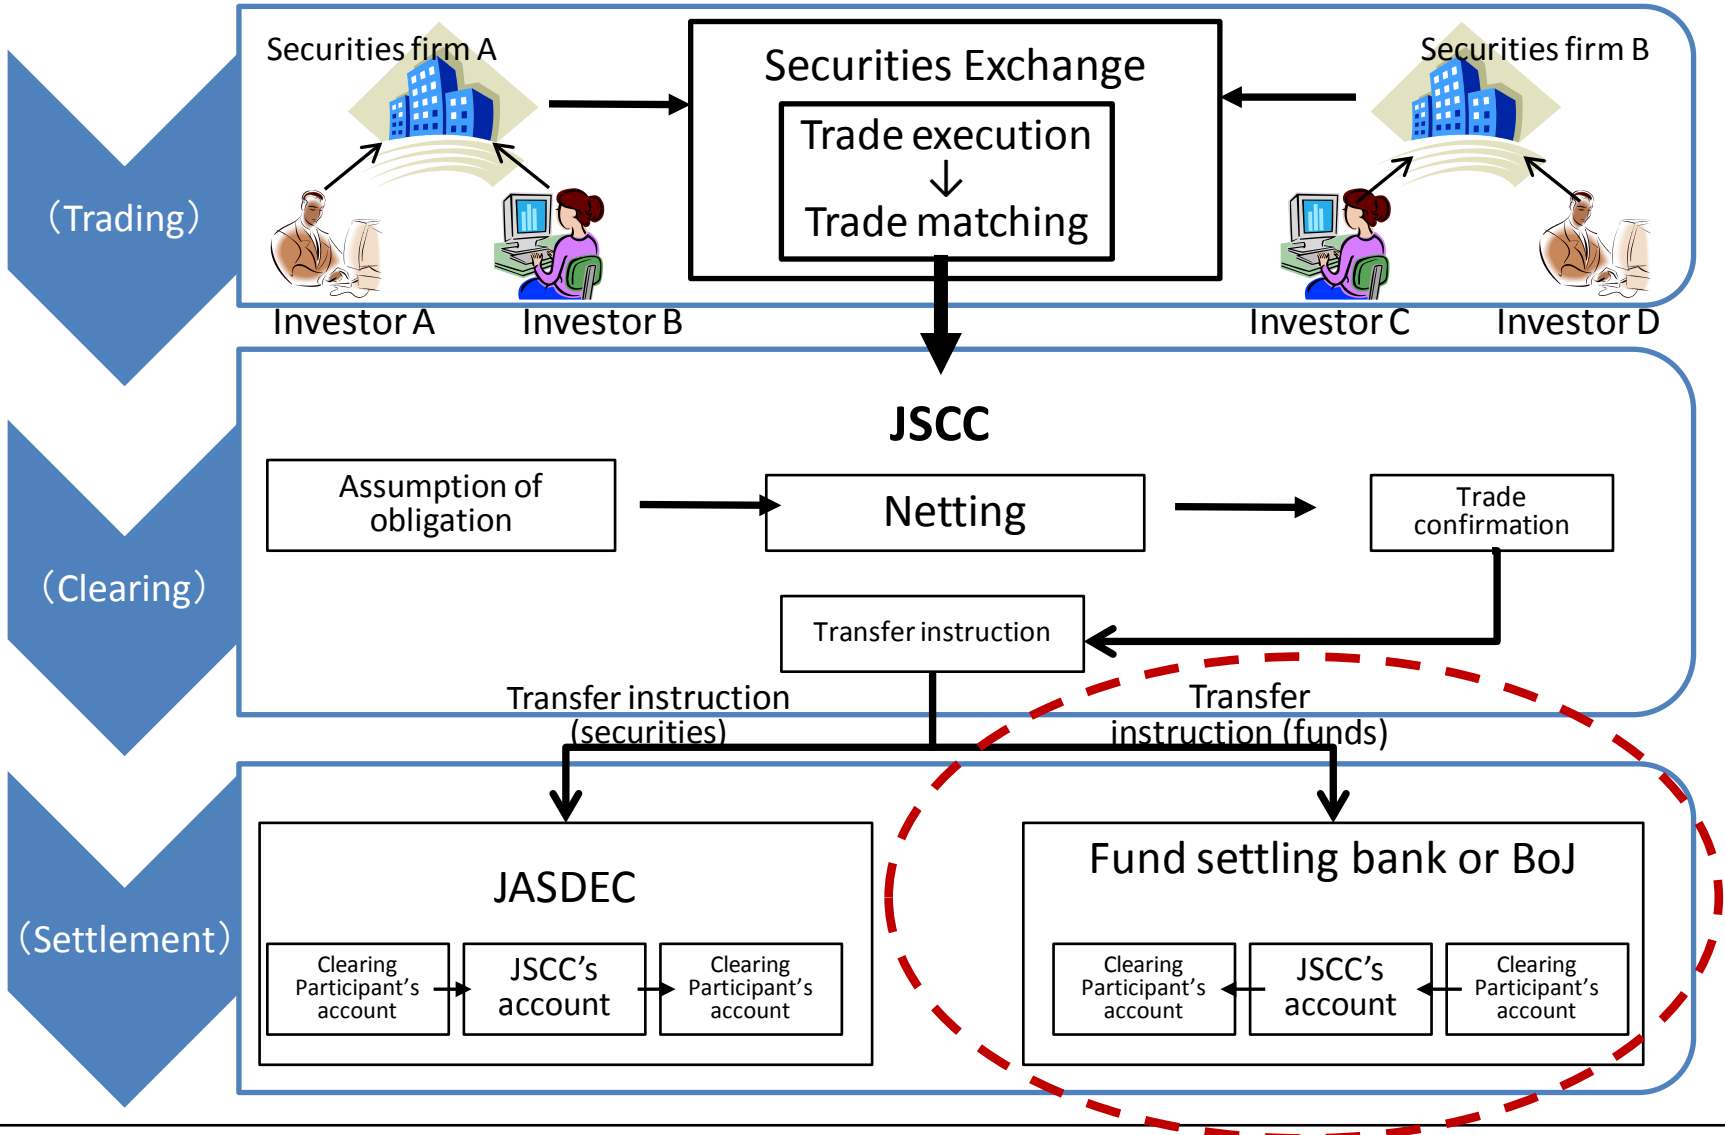 Securities firm A
Securities Exchange
Securities firm B
Trade execution
↓
Trade matching
（Trading）
Investor A
Investor B
Investor C
Investor D
JSCC
Assumption of
obligation
Netting
Trade
confirmation
（Clearing）
Transfer instruction
Transfer instruction
(securities)
Transfer
instruction (funds)
（Settlement）
JASDEC
Clearing
Participant’s
account
JSCC’s
account
Clearing
Participant’s
account
Fund settling bank or BoJ
Clearing
Participant’s
account
JSCC’s
account
Clearing
Participant’s
account